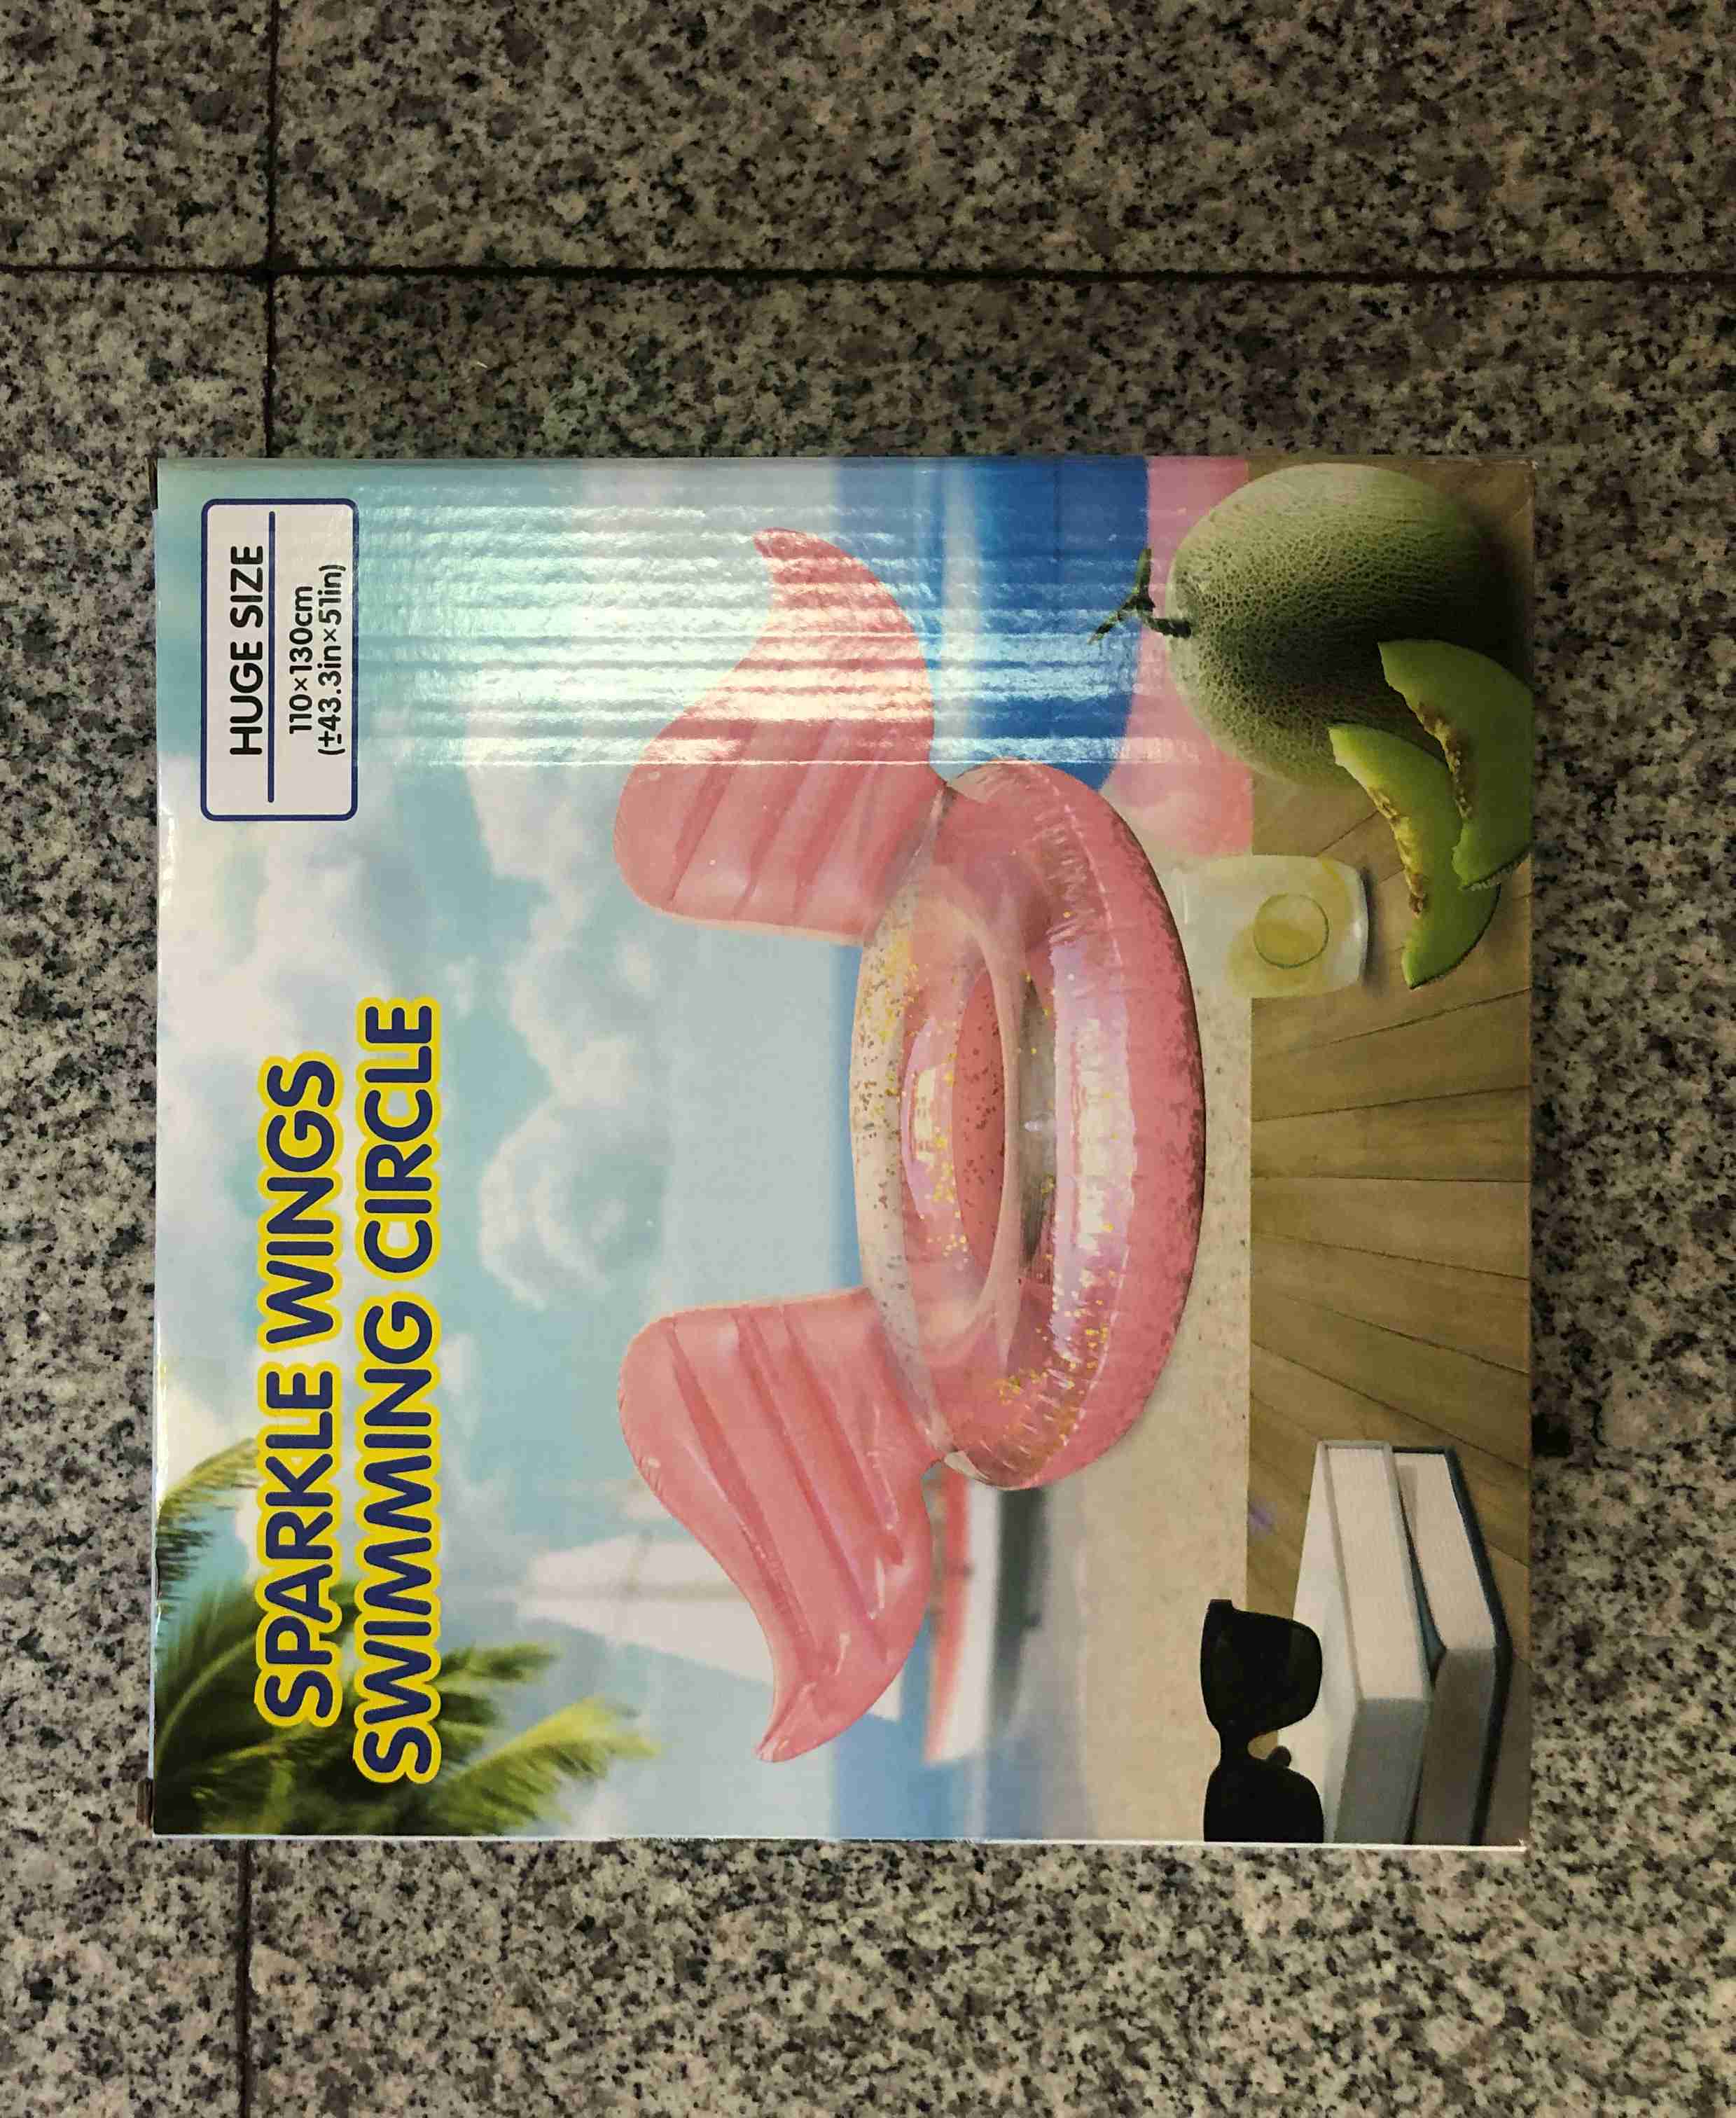 HUGE SIZE
110×130cm
(±43.3in×51in)
SPARKLE WINGS
SWIMMING CIRCLE